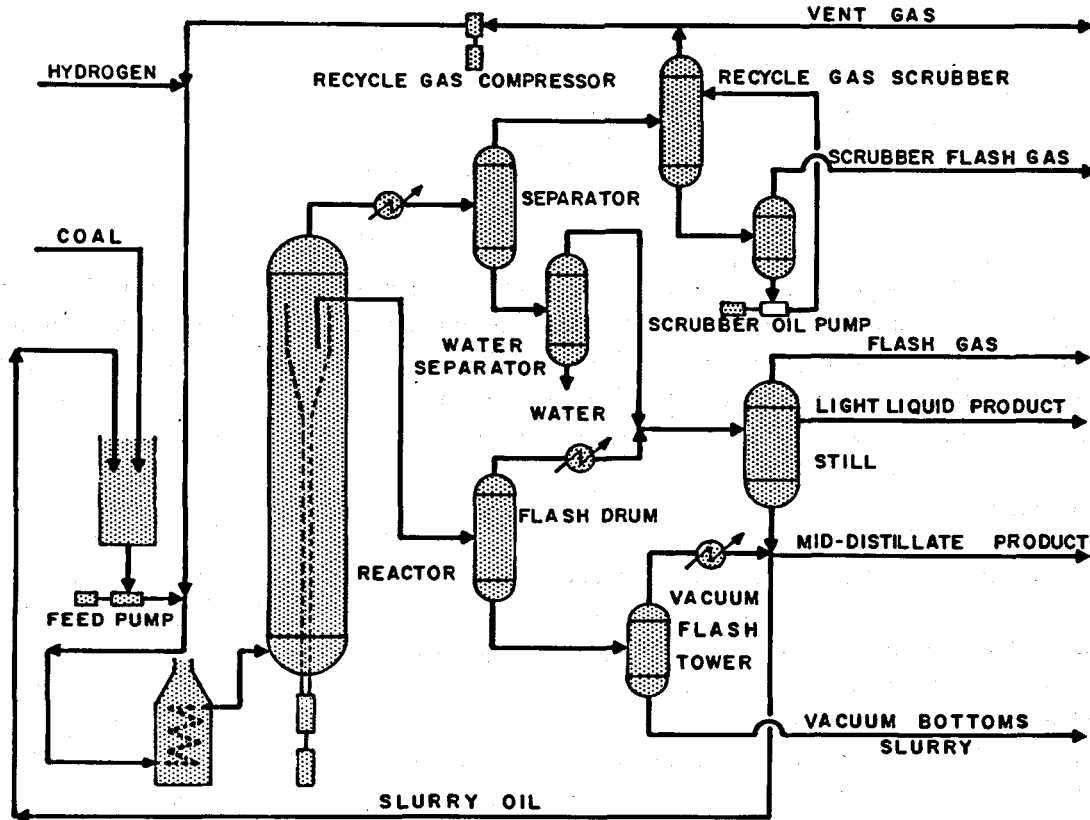 VENT GAS
HYDROGEN
RECYCLE GAS COMPRESSOR
RECYCLE GAS SCRUBBER
SCRUBBER FLASH GAS
SEPARATOR
COAL
SCRUBBER OIL PUMP
WATER
SEPARATOR
FLASH GAS
WATER
LIGHT LIQUID PRODUCT
STILL
FLASH DRUM
MID-DISTILLATE PRODUCT
REACTOR
FEED PUMP
VACUUM
FLASH
TOWER
VACUUM BOTTOMS
SLURRY
SLURRY OIL